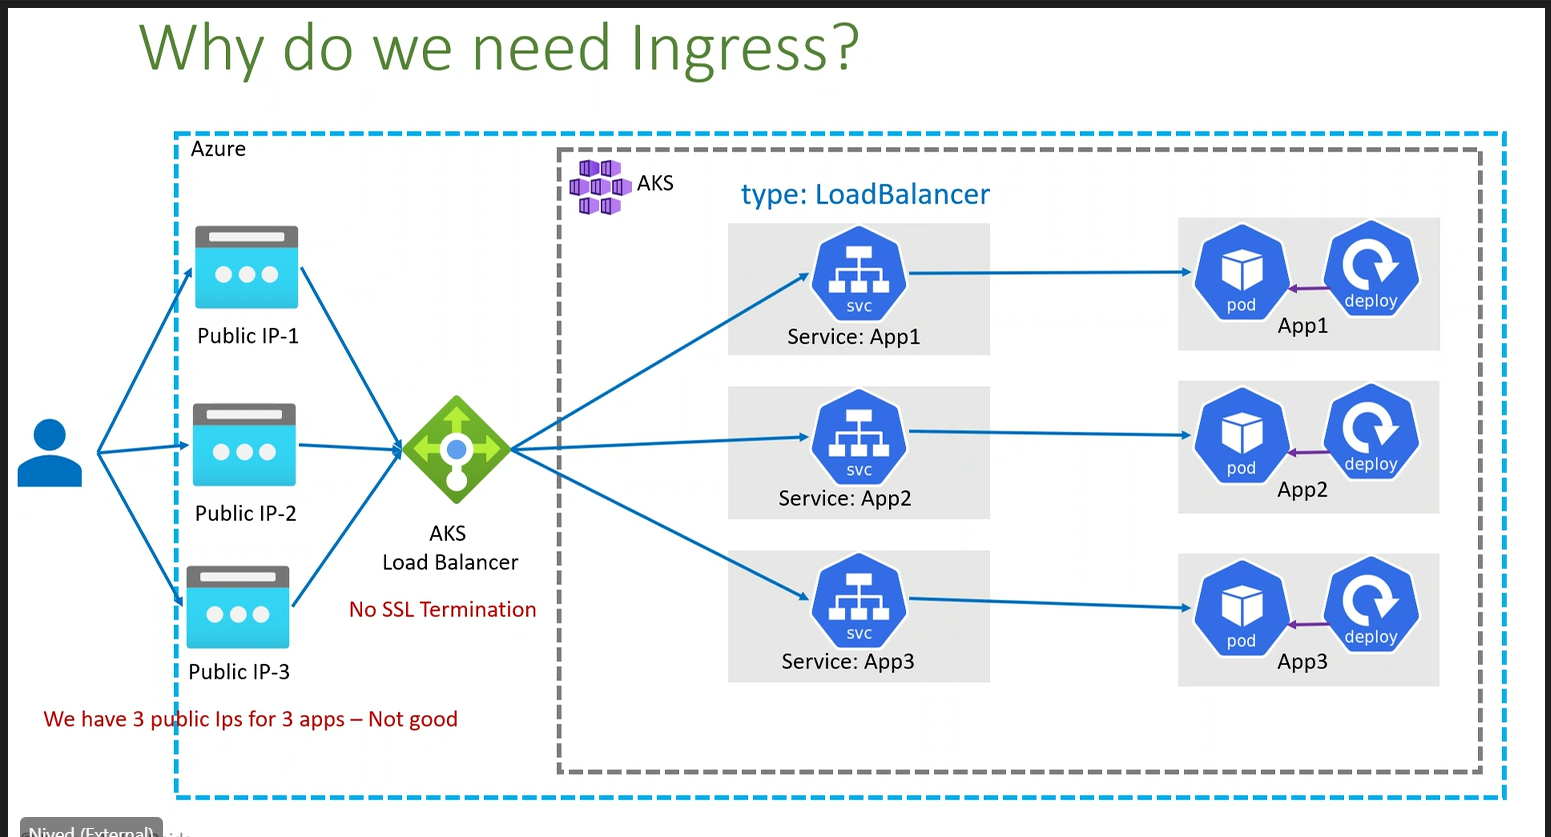 Why do we need Ingress?
Azure
AKS
type: LoadBalancer
svc
Service: App1
pod
deploy
App1
Public IP-1
svc
Service: App2
pod
deploy
App2
Public IP-2
AKS
Load Balancer
No SSL Termination
svc
Service: App3
pod
deploy
App3
Public IP-3
We have 3 public Ips for 3 apps – Not good
Nived (External)